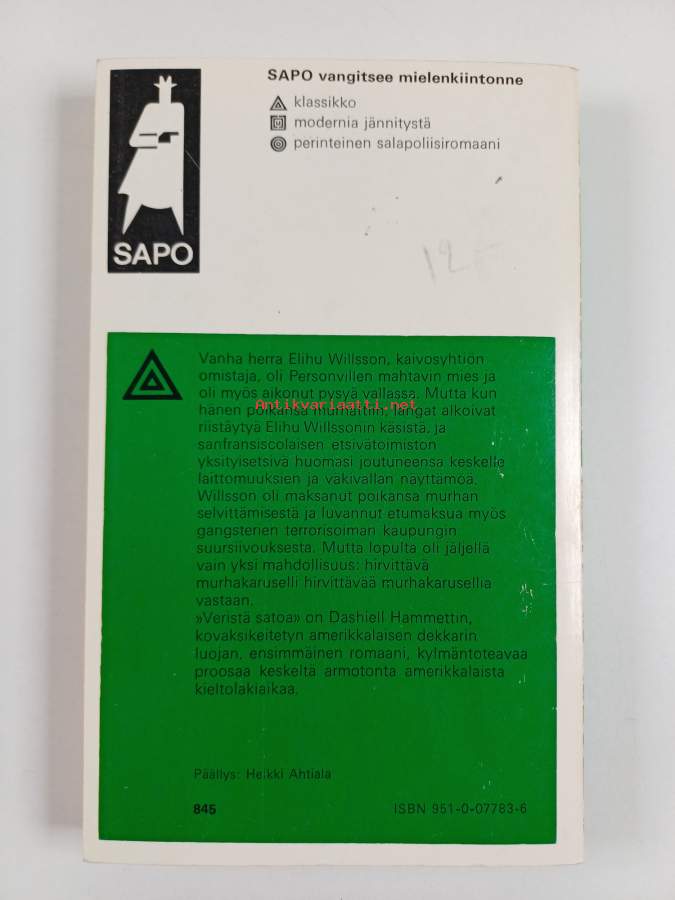 SAPO vangitsee mielenkiintonne
klassikko
modernia jännitystä
perinteinen salapoliisiromaani
SAPO
12
Vanha herra Elihu Willsson, kaivosyhtiön
omistaja, oli Personvillen mahtavin mies ja
oli myös aikonut pysyä vallassa. Mutta kun
Antikvariaatti.net
hänen poikansa murhattiin, langat alkoivat
riistäytyä Elihu Willssonin käsistä, ja
sanfransiscolaisen etsivätoimiston
yksityisetsivä huomasi joutuneensa keskelle
laittomuuksien ja väkivallan näyttämöä.
Willsson oli maksanut poikansa murhan
selvittämisestä ja luvannut etumaksua myös
gangsterien terrorisoiman kaupungin
suursiivouksesta. Mutta lopulta oli jäljellä
vain yksi mahdollisuus: hirvittävä
murhakaruselli hirvittävää murhakarusellia
vastaan.
»Veristä satoa» on Dashiell Hammettin,
kovaksikeitetyn amerikkalaisen dekkarin
luojan, ensimmäinen romaani, kylmäntoteavaa
proosaa keskeltä armotonta amerikkalaista
kieltolakiaikaa.
Päällys: Heikki Ahtiala
845
ISBN 951-0-07783-6